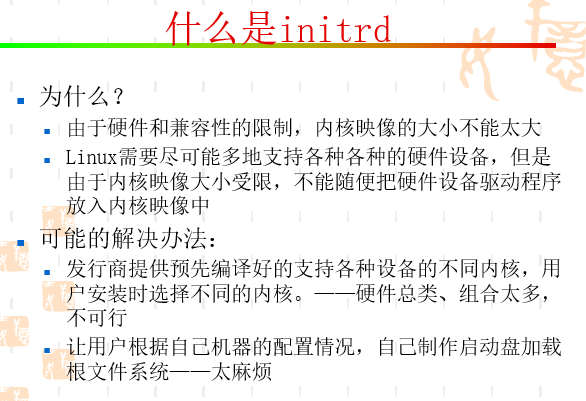 什么是initrd
为什么？
由于硬件和兼容性的限制，内核映像的大小不能太大
Linux需要尽可能多地支持各种各种的硬件设备，但是
由于内核映像大小受限，不能随便把硬件设备驱动程序
放入内核映像中
可能的解决办法：
发行商提供预先编译好的支持各种设备的不同内核，用
户安装时选择不同的内核。——硬件总类、组合太多，
不可行
让用户根据自己机器的配置情况，自己制作启动盘加载
根文件系统——太麻烦